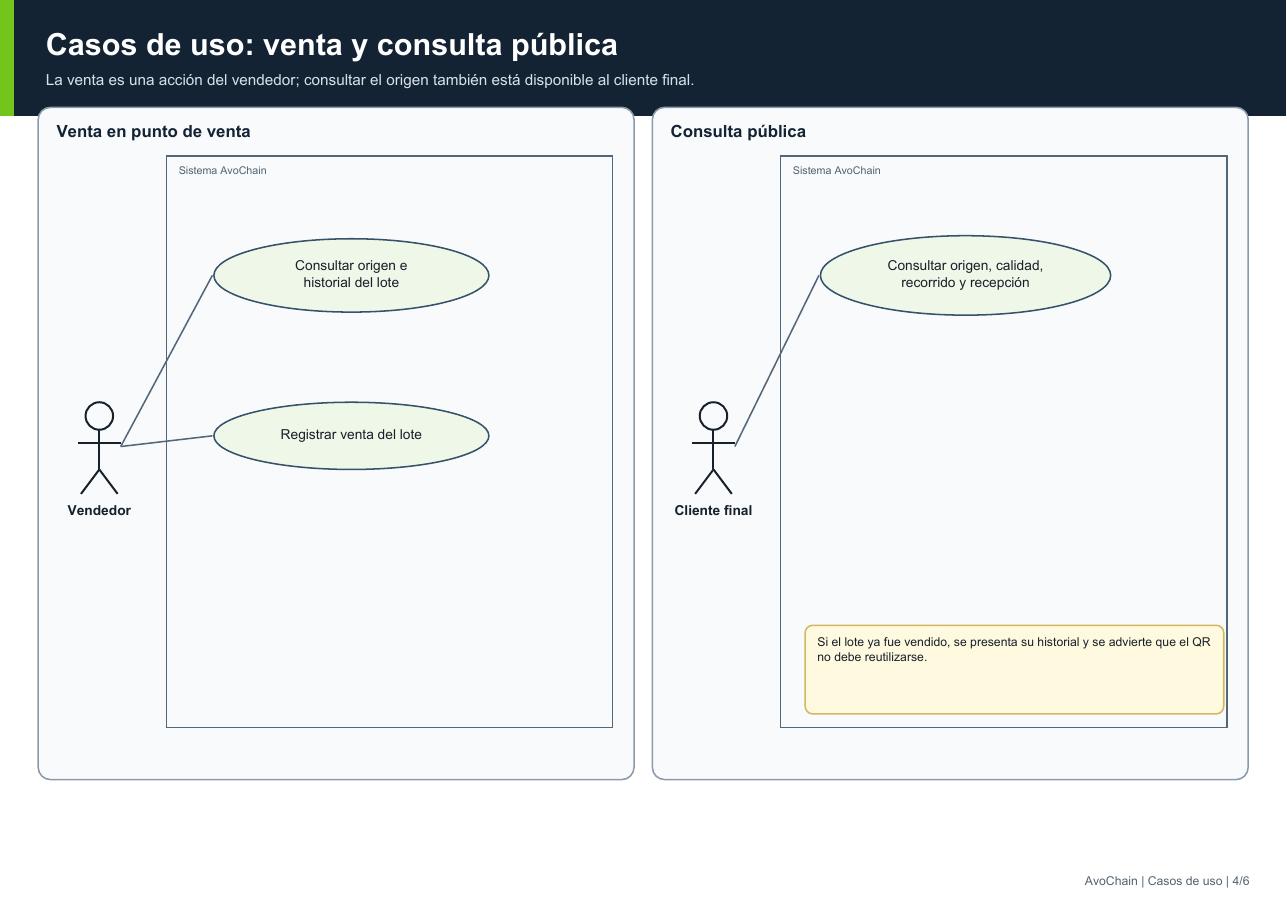 Casos de uso: venta y consulta pública
La venta es una acción del vendedor; consultar el origen también está disponible al cliente final.
Venta en punto de venta
Sistema AvoChain
Consultar origen e
historial del lote
Registrar venta del lote
Vendedor
Consulta pública
Sistema AvoChain
Consultar origen, calidad,
recorrido y recepción
Cliente final
Si el lote ya fue vendido, se presenta su historial y se advierte que el QR
no debe reutilizarse.
AvoChain | Casos de uso | 4/6